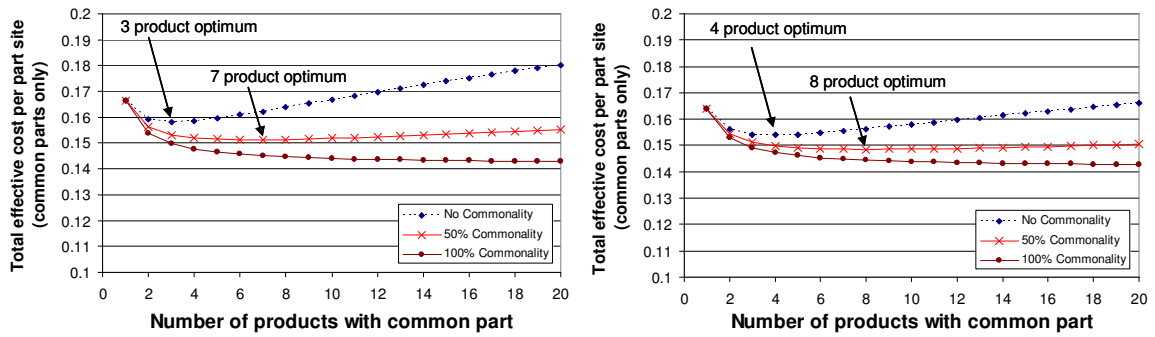 Total effective cost per part site
(common parts only)
0.2
0.19
0.18
0.17
0.16
0.15
0.14
0.13
0.12
0.11
0.1
3 product optimum
7 product optimum
No Commonality
50% Commonality
100% Commonality
0 2 4 6 8 10 12 14 16 18 20
Number of products with common part
Total effective cost per part site
(common parts only)
0.2
0.19
0.18
0.17
0.16
0.15
0.14
0.13
0.12
0.11
0.1
4 product optimum
8 product optimum
No Commonality
50% Commonality
100% Commonality
0 2 4 6 8 10 12 14 16 18 20
Number of products with common part